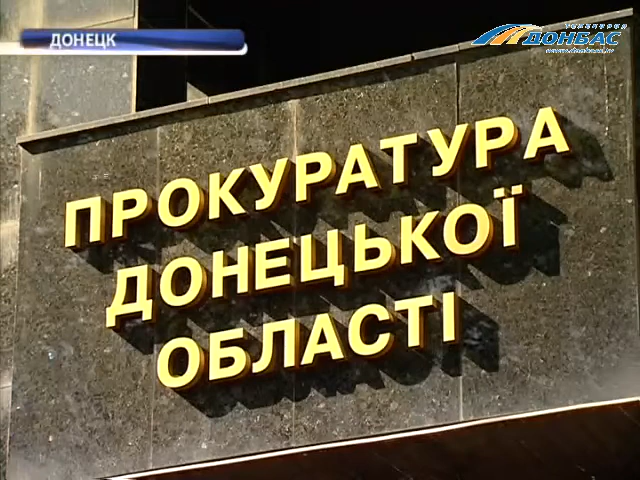 ДОНЕЦК
ДОНБАС
ПРОКУРАТУРА
ДОНЕЦЬКОЇ
ОБЛАСТІ